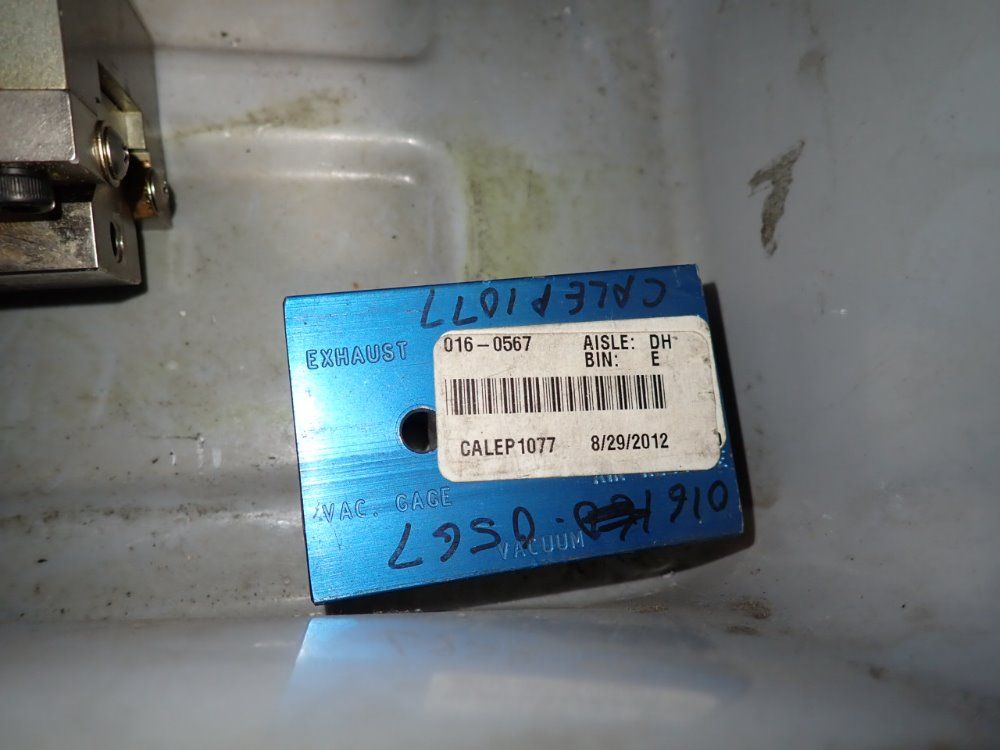 CALEP1077
EXHAUST
016-0567 AISLE: DH
BIN: E
CALEP1077 8/29/2012
VAC. GAGE
016 - 0567
VACUUM